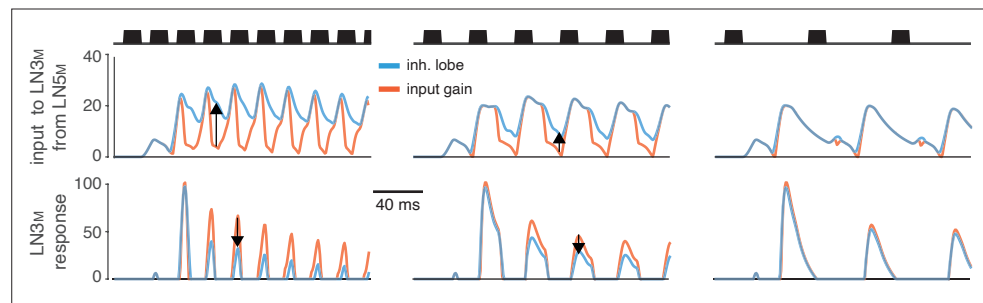 40
20
0
input to LN3M
from LN5M
inh. lobe
input gain
100
50
0
LN3M
response
40 ms